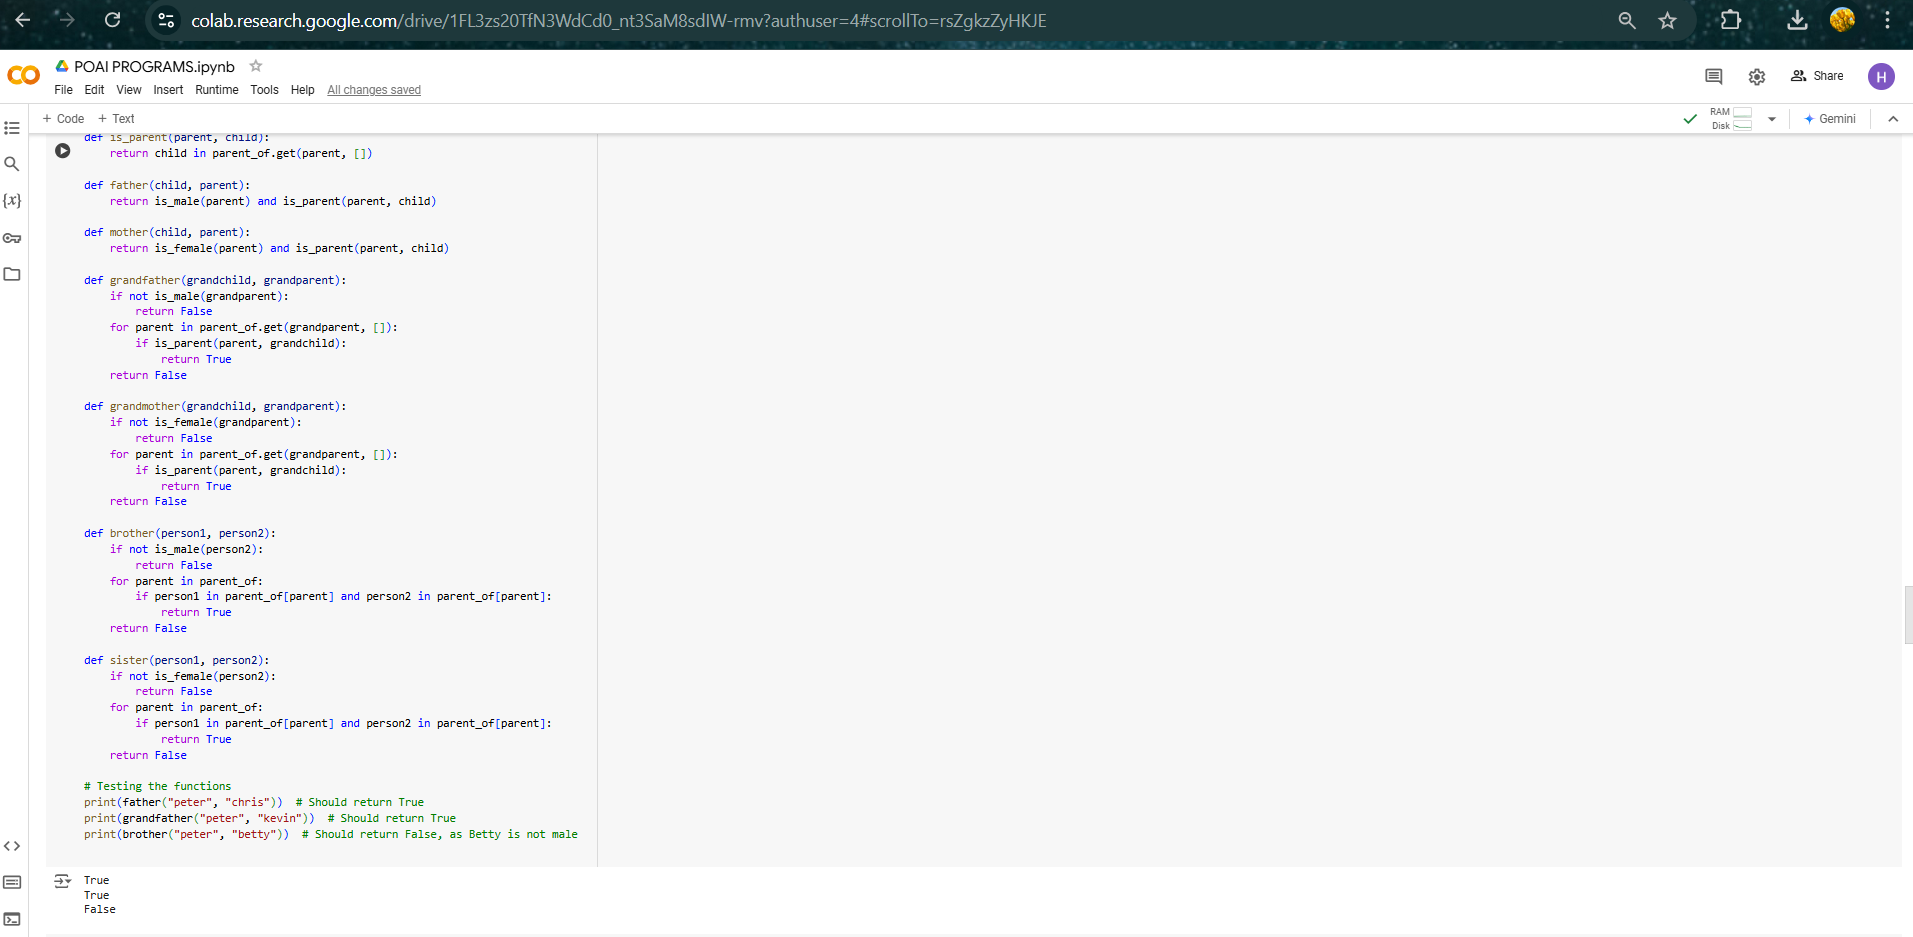 colab.research.google.com/drive/1FL3zs20TfN3WdCd0_nt3SaM8sdIW-rmv?authuser=4#scrollTo=rsZgkzZyHKJE
CO POAI PROGRAMS.ipynb
File Edit View Insert Runtime Tools Help All changes saved
Share
H
+ Code + Text
RAM
Disk
Gemini
def is_parent(parent, child):
    return child in parent_of.get(parent, [])
def father(child, parent):
    return is_male(parent) and is_parent(parent, child)
def mother(child, parent):
    return is_female(parent) and is_parent(parent, child)
def grandfather(grandchild, grandparent):
    if not is_male(grandparent):
        return False
    for parent in parent_of.get(grandparent, []):
        if is_parent(parent, grandchild):
            return True
    return False
def grandmother(grandchild, grandparent):
    if not is_female(grandparent):
        return False
    for parent in parent_of.get(grandparent, []):
        if is_parent(parent, grandchild):
            return True
    return False
def brother(person1, person2):
    if not is_male(person2):
        return False
    for parent in parent_of:
        if person1 in parent_of[parent] and person2 in parent_of[parent]:
            return True
    return False
def sister(person1, person2):
    if not is_female(person2):
        return False
    for parent in parent_of:
        if person1 in parent_of[parent] and person2 in parent_of[parent]:
            return True
    return False
# Testing the functions
print(father("peter", "chris"))  # Should return True
print(grandfather("peter", "kevin"))  # Should return True
print(brother("peter", "betty"))  # Should return False, as Betty is not male
True
True
False